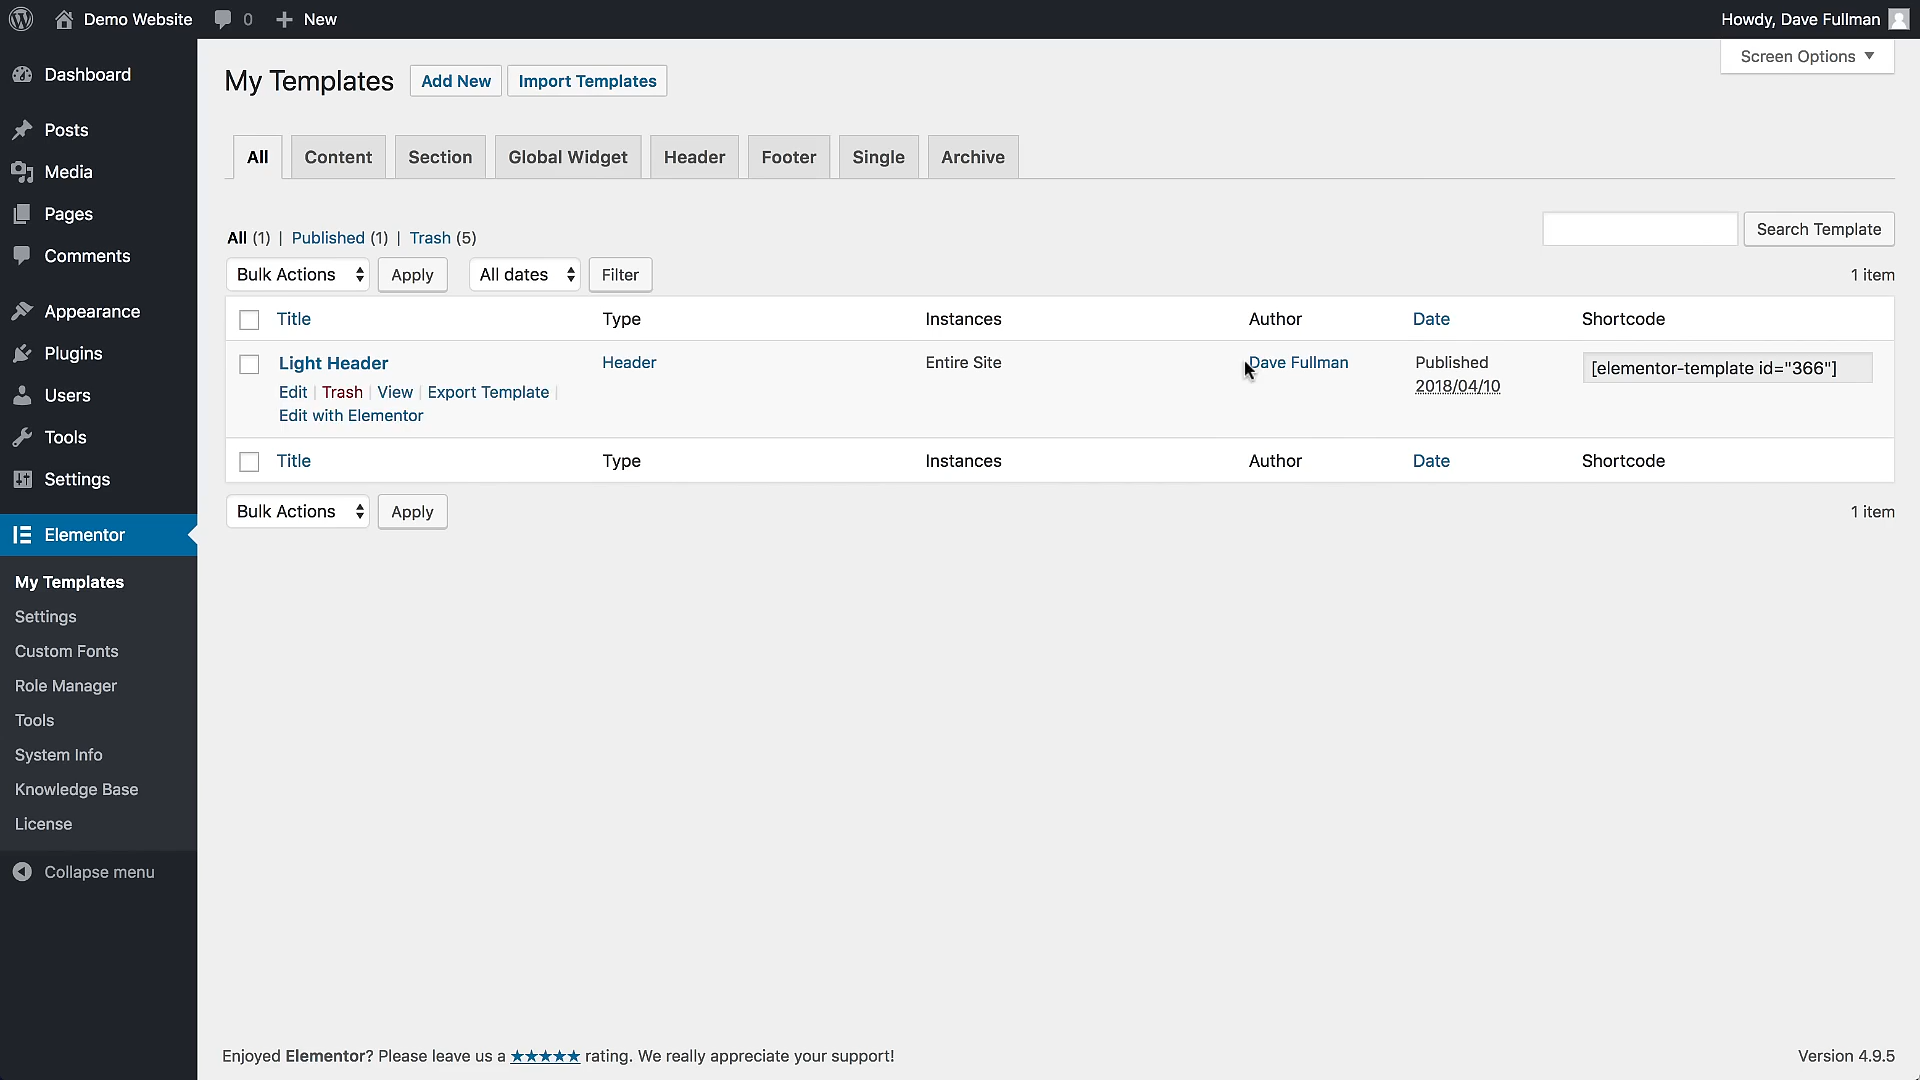 Demo Website 0 New Howdy, Dave Fullman
Dashboard
Posts
Media
Pages
Comments
Appearance
Plugins
Users
Tools
Settings
Elementor
My Templates
Settings
Custom Fonts
Role Manager
Tools
System Info
Knowledge Base
License
Collapse menu
Screen Options
My Templates Add New Import Templates
All Content Section Global Widget Header Footer Single Archive
All (1) | Published (1) | Trash (5)
Search Template
Bulk Actions Apply All dates Filter 1 item
Title Type Instances Author Date Shortcode
Light Header Header Entire Site Dave Fullman Published [elementor-template id="366"]
Edit | Trash | View | Export Template | 2018/04/10
Edit with Elementor
Title Type Instances Author Date Shortcode
Bulk Actions Apply 1 item
Enjoyed Elementor? Please leave us a ★★★★★ rating. We really appreciate your support! Version 4.9.5